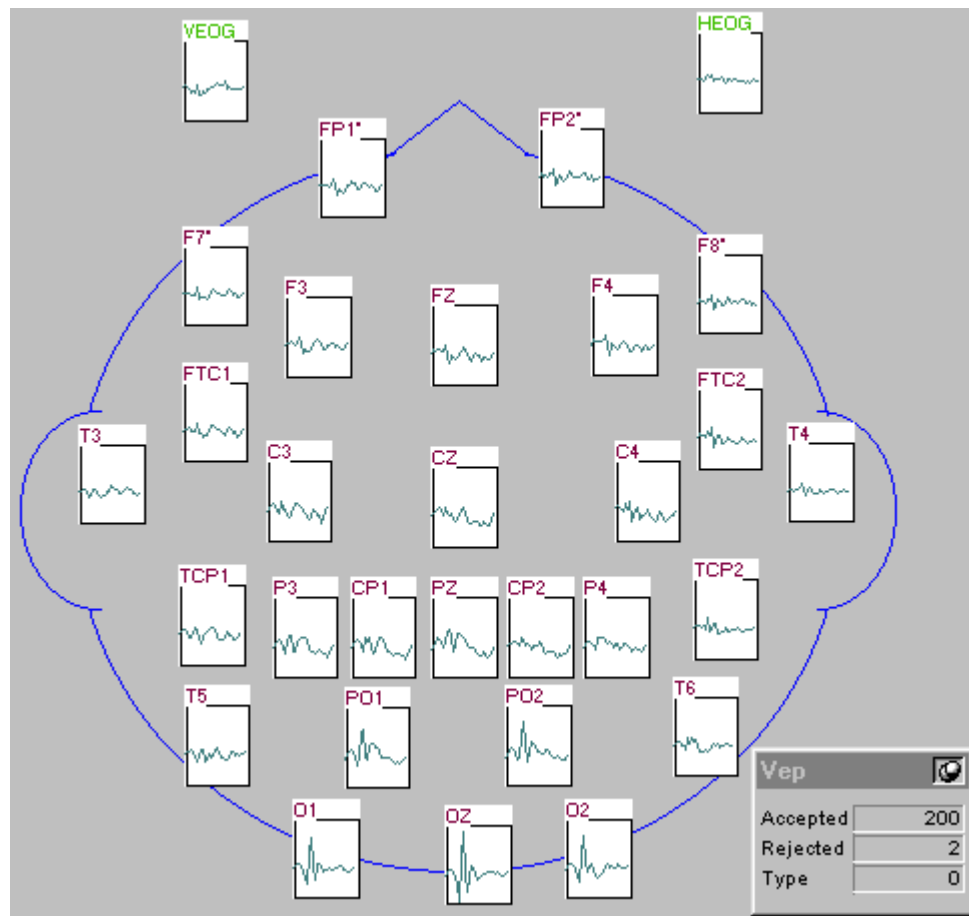 VEOG
HEOG
FP1"
FP2"
F7"
F8"
F3
FZ
F4
FTC1
FTC2
T3
T4
C3
CZ
C4
TCP1
TCP2
P3
CP1
PZ
CP2
P4
T5
PO1
PO2
T6
O1
OZ
O2
Vep
Accepted 200
Rejected 2
Type 0